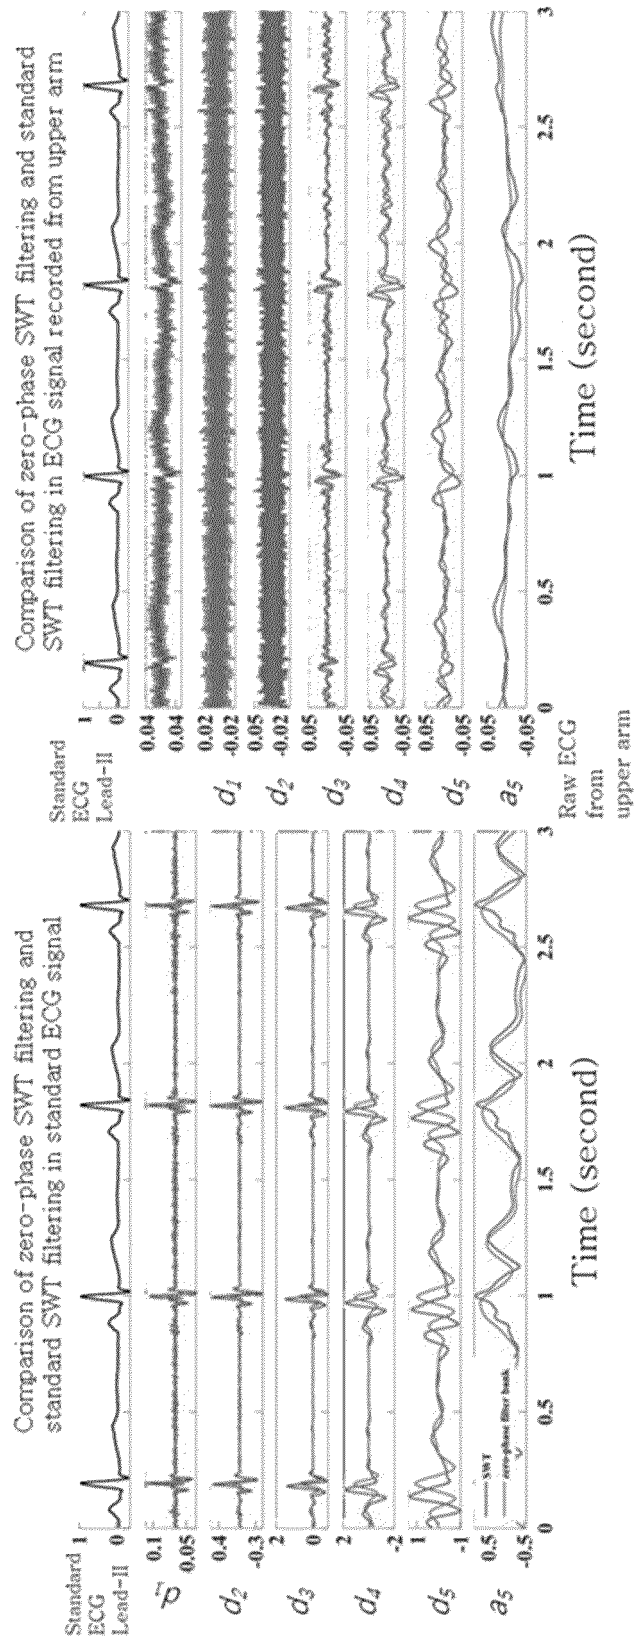 Comparison of zero-phase SWT filtering and
standard SWT filtering in standard ECG signal
Standard
ECG
Lead-II
1
0
0.1
0.05
d2
0.4
-0.3
d3
2
0
d4
2
-2
d5
1
-1
a5
0.5
-0.5
SWT
zero-phase filter bank
0
0.5
1
1.5
2
2.5
3
Time (second)
Comparison of zero-phase SWT filtering and standard
SWT filtering in ECG signal recorded from upper arm
Standard
ECG
Lead-II
1
0
0.04
-0.04
d1
0.02
-0.02
d2
0.05
-0.02
d3
0.05
-0.05
d4
0.05
-0.05
d5
0.05
-0.05
a5
0.05
-0.05
0
0.5
1
1.5
2
2.5
3
Raw ECG
from
upper arm
Time (second)